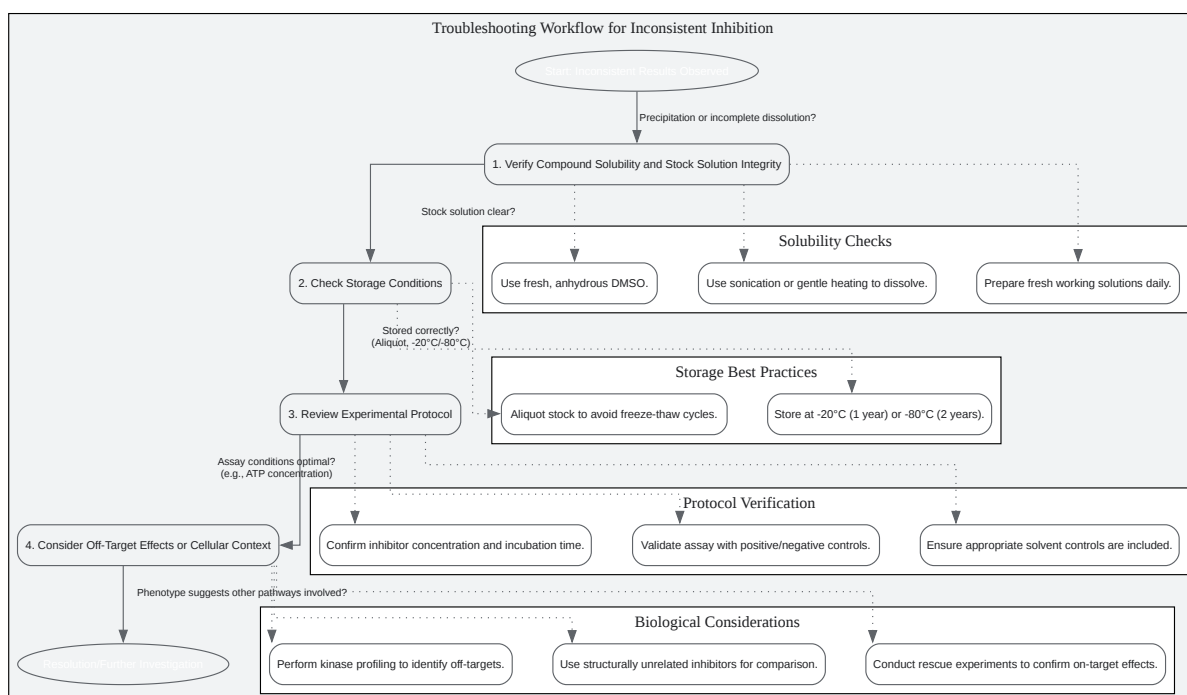 Troubleshooting Workflow for Inconsistent Inhibition
Start: Inconsistent Results Observed
Precipitation or incomplete dissolution?
1. Verify Compound Solubility and Stock Solution Integrity
Stock solution clear?
Solubility Checks
Use fresh, anhydrous DMSO.
Use sonication or gentle heating to dissolve.
Prepare fresh working solutions daily.
2. Check Storage Conditions
Stored correctly?
(Aliquot, -20°C/-80°C)
Storage Best Practices
Aliquot stock to avoid freeze-thaw cycles.
Store at -20°C (1 year) or -80°C (2 years).
3. Review Experimental Protocol
Assay conditions optimal?
(e.g., ATP concentration)
Protocol Verification
Confirm inhibitor concentration and incubation time.
Validate assay with positive/negative controls.
Ensure appropriate solvent controls are included.
4. Consider Off-Target Effects or Cellular Context
Phenotype suggests other pathways involved?
Biological Considerations
Perform kinase profiling to identify off-targets.
Use structurally unrelated inhibitors for comparison.
Conduct rescue experiments to confirm on-target effects.
Resolution/Further Investigation